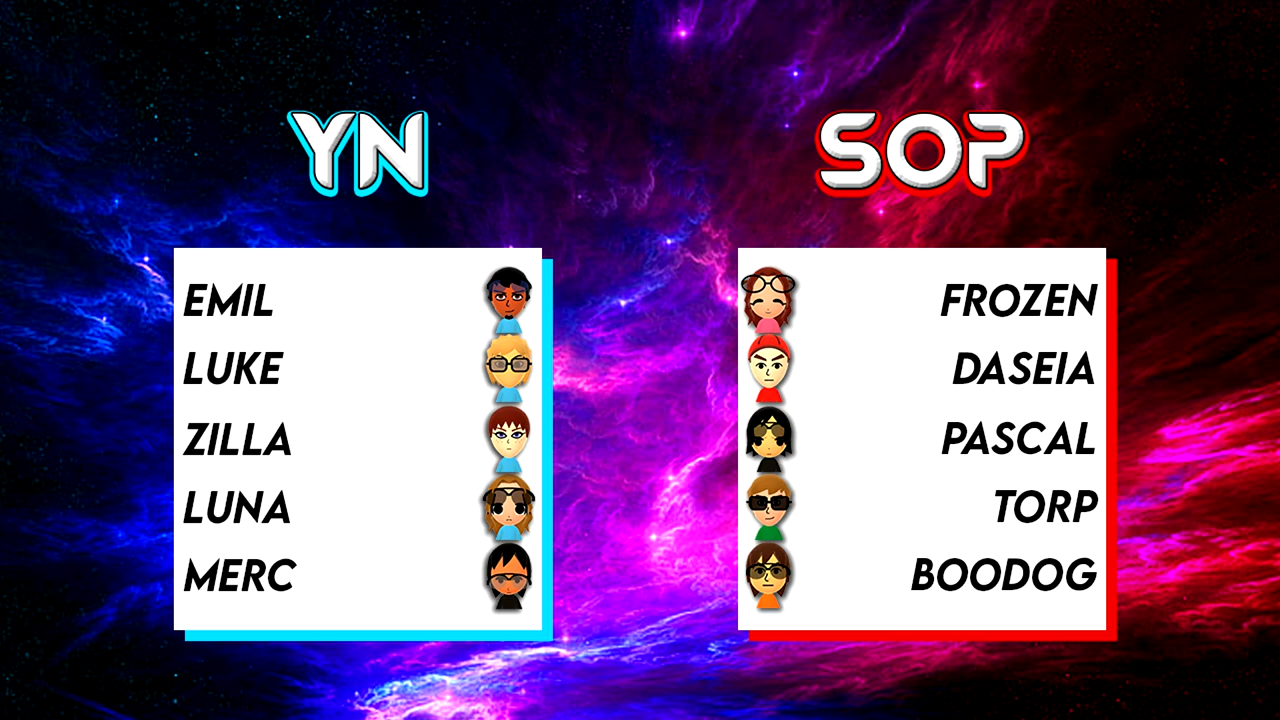 YN
EMIL
LUKE
ZILLA
LUNA
MERC
SOP
FROZEN
DASEIA
PASCAL
TORP
BOODOG